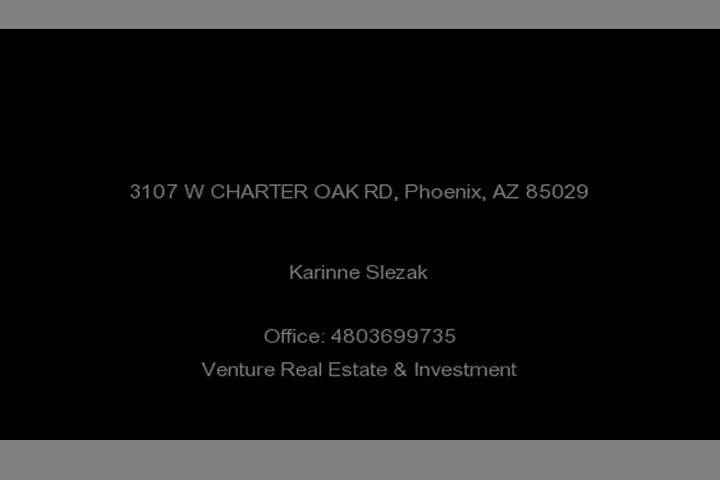 3107 W CHARTER OAK RD, Phoenix, AZ 85029
Karinne Slezak
Office: 4803699735
Venture Real Estate & Investment